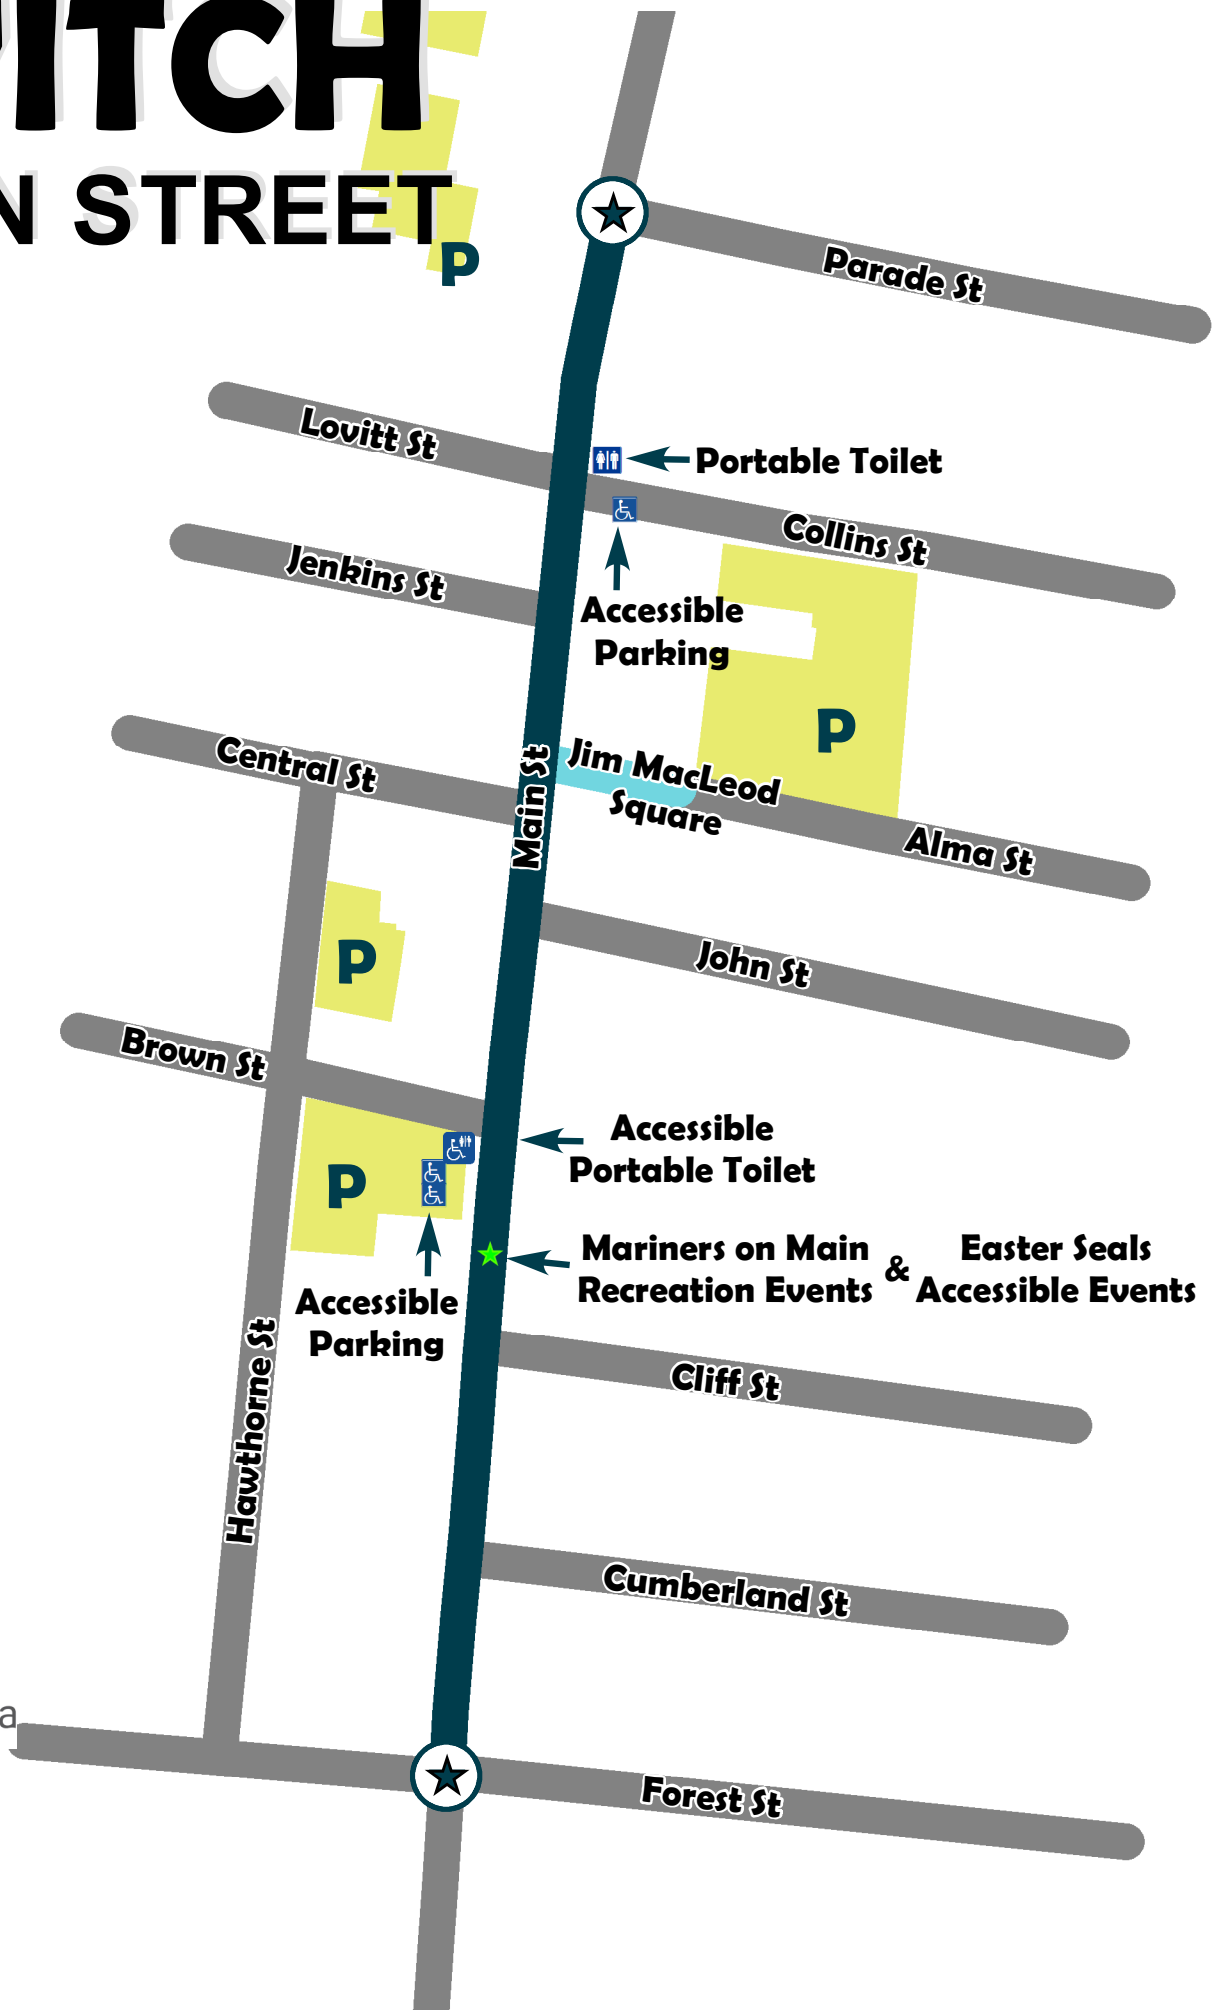 ITCH
N STREET
P
Parade St
Lovitt St
Portable Toilet
Collins St
Jenkins St
Accessible
Parking
P
Central St
Main St
Jim MacLeod
Square
Alma St
P
John St
Brown St
Accessible
Portable Toilet
P
Mariners on Main
Recreation Events
&
Easter Seals
Accessible Events
Accessible
Parking
Hawthorne St
Cliff St
Cumberland St
a
Forest St